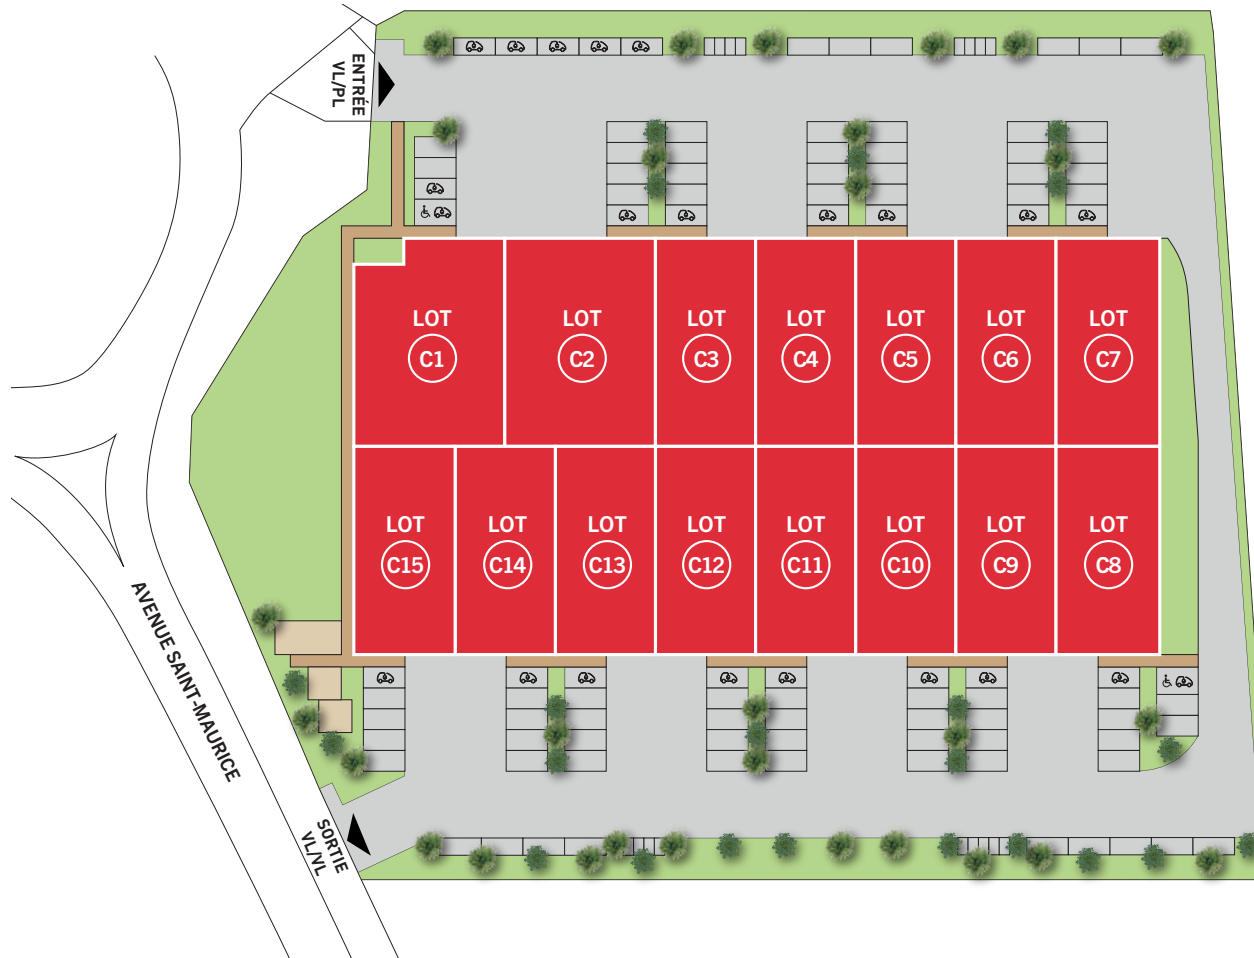 ENTRÉE
VL/PL
LOT
C1
LOT
C2
LOT
C3
LOT
C4
LOT
C5
LOT
C6
LOT
C7
LOT
C15
LOT
C14
LOT
C13
LOT
C12
LOT
C11
LOT
C10
LOT
C9
LOT
C8
AVENUE SAINT-MAURICE
SORTIE
VL/VL